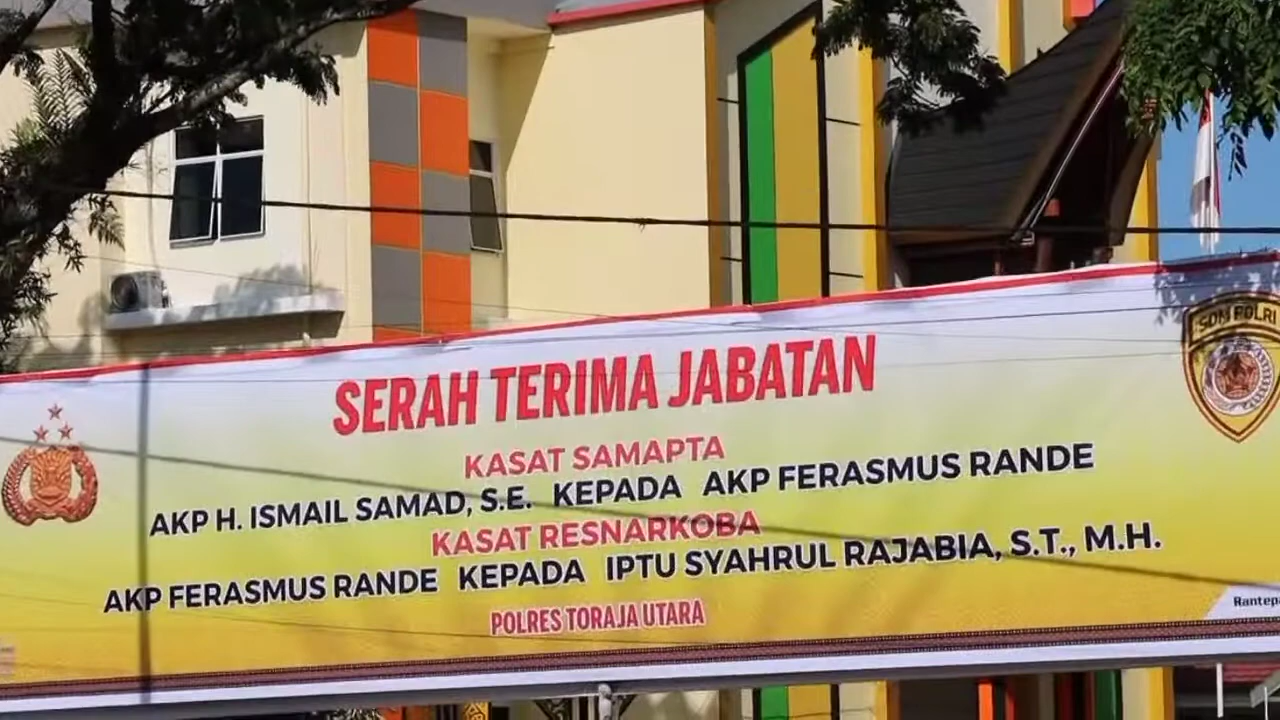 SDM POLRI
SERAH TERIMA JABATAN
KASAT SAMAPTA
AKP H. ISMAIL SAMAD, S.E. KEPADA AKP FERASMUS RANDE
KASAT RESNARKOBA
AKP FERASMUS RANDE KEPADA IPTU SYAHRUL RAJABIA, S.T., M.H.
POLRES TORAJA UTARA